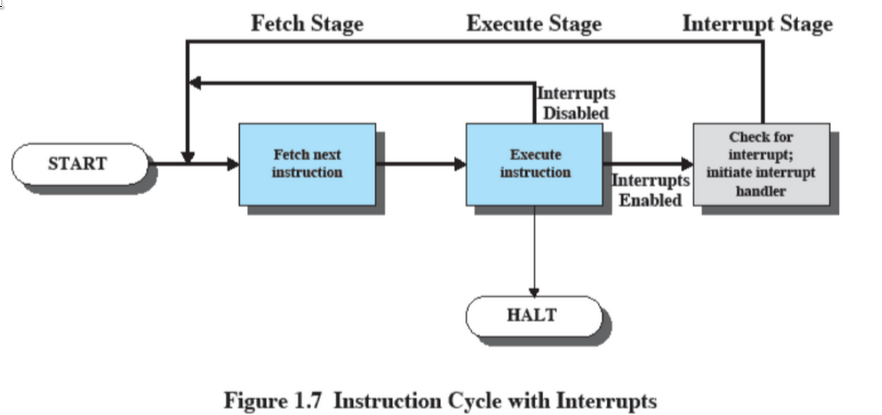 Fetch Stage
Execute Stage
Interrupt Stage
Interrupts
Disabled
START
Fetch next
instruction
Execute
instruction
Check for
interrupt;
initiate interrupt
handler
Interrupts
Enabled
HALT
Figure 1.7 Instruction Cycle with Interrupts